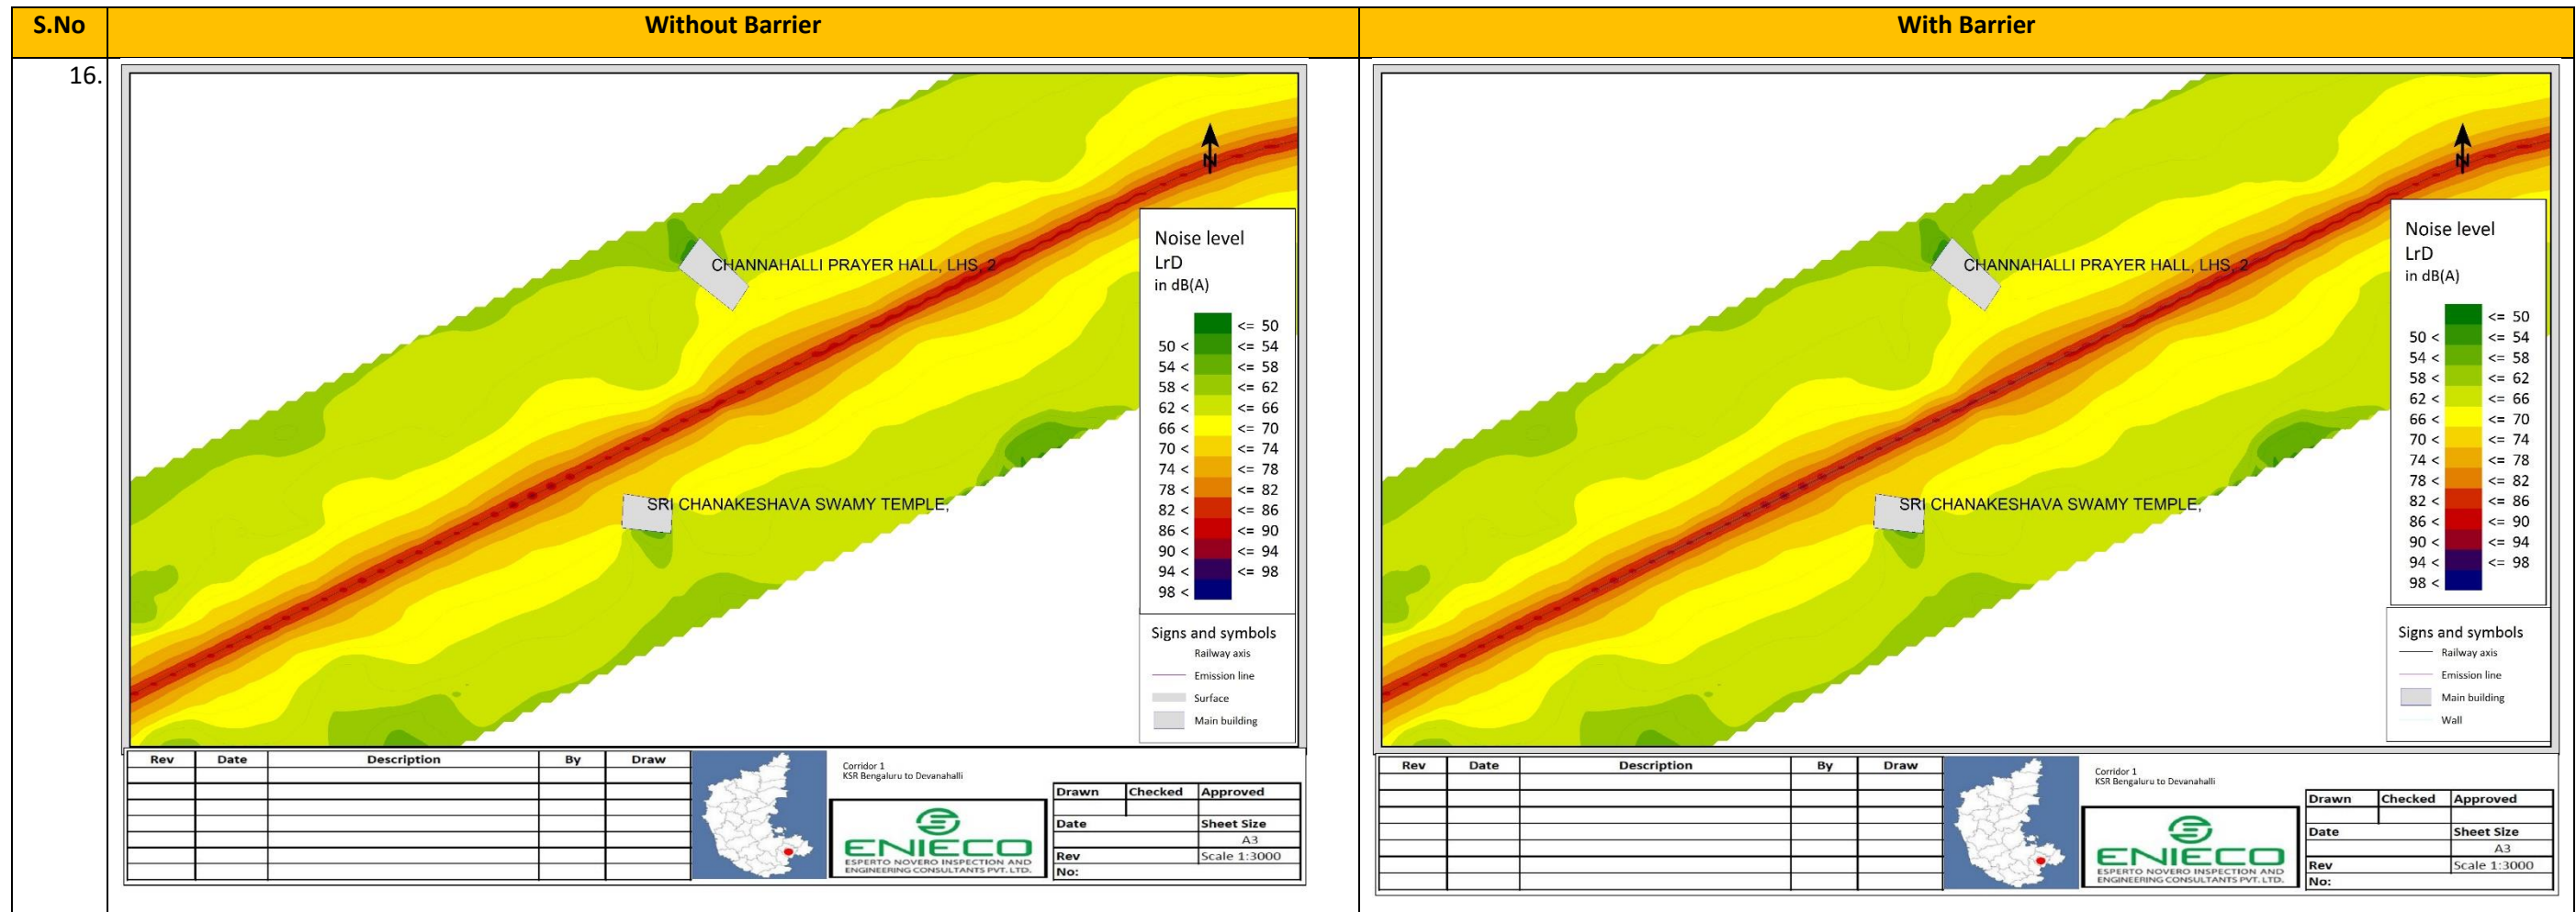 S.No Without Barrier With Barrier
16.
CHANNAHALLI PRAYER HALL, LHS, 2
SRI CHANAKESHAVA SWAMY TEMPLE,
N
Noise level
LrD
in dB(A)
<= 50
50 < <= 54
54 < <= 58
58 < <= 62
62 < <= 66
66 < <= 70
70 < <= 74
74 < <= 78
78 < <= 82
82 < <= 86
86 < <= 90
90 < <= 94
94 < <= 98
98 <
Signs and symbols
Railway axis
Emission line
Surface
Main building
Rev Date Description By Draw
Corridor 1
KSR Bengaluru to Devanahalli
ENIECO
ESPERTO NOVERO INSPECTION AND
ENGINEERING CONSULTANTS PVT. LTD.
Drawn Checked Approved
Date Sheet Size
A3
Rev Scale 1:3000
No:
CHANNAHALLI PRAYER HALL, LHS, 2
SRI CHANAKESHAVA SWAMY TEMPLE,
N
Noise level
LrD
in dB(A)
<= 50
50 < <= 54
54 < <= 58
58 < <= 62
62 < <= 66
66 < <= 70
70 < <= 74
74 < <= 78
78 < <= 82
82 < <= 86
86 < <= 90
90 < <= 94
94 < <= 98
98 <
Signs and symbols
Railway axis
Emission line
Main building
Wall
Rev Date Description By Draw
Corridor 1
KSR Bengaluru to Devanahalli
ENIECO
ESPERTO NOVERO INSPECTION AND
ENGINEERING CONSULTANTS PVT. LTD.
Drawn Checked Approved
Date Sheet Size
A3
Rev Scale 1:3000
No: